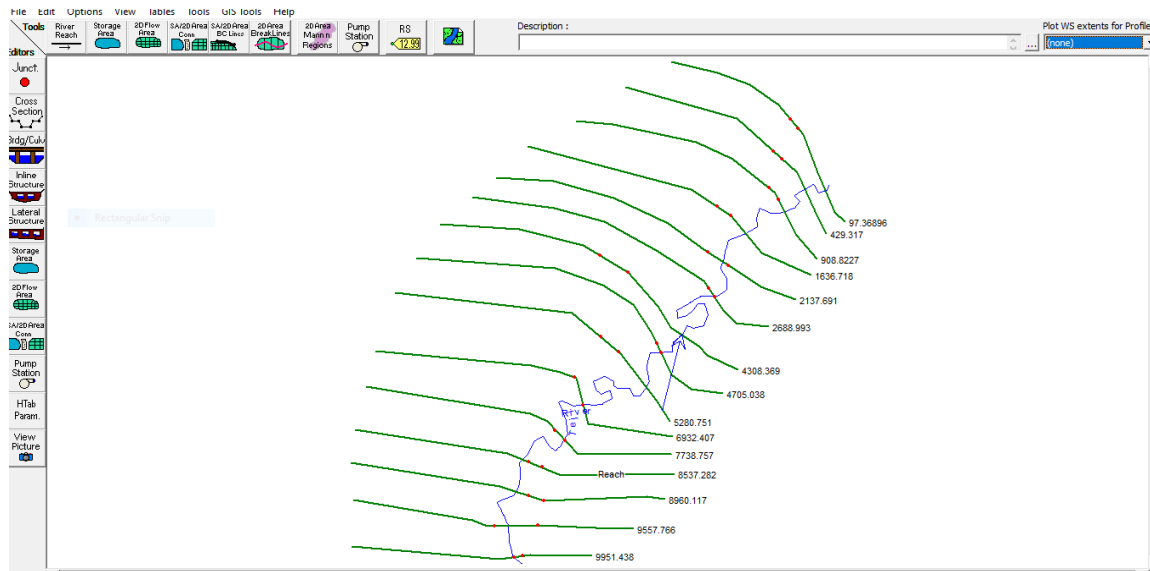 File Edit Options View Tables Tools GIS Tools Help
Tools
Editors
River
Reach
Storage
Area
2D Flow
Area
SA/2D Area
Conn
SA/2D Area
BC Lines
2D Area
BreakLines
2D Area
Mann n
Regions
Pump
Station
RS
12.99
Description :
...
Plot WS extents for Profile
(none)
Junct.
Cross
Section
Brdg/Culv
Inline
Structure
Lateral
Structure
Storage
Area
2D Flow
Area
SA/2D Area
Conn
Pump
Station
HTab
Param.
View
Picture
Rectangular Snip
97.36896
429.317
908.8227
1636.718
2137.691
2688.993
4308.369
4705.038
5280.751
River
6932.407
7738.757
Reach
8537.282
8960.117
9557.766
9951.438